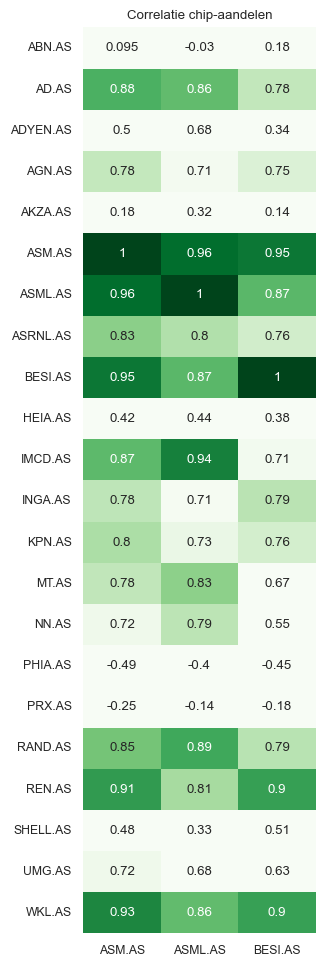 Correlatie chip-aandelen
ABN.AS 0.095 -0.03 0.18
AD.AS 0.88 0.86 0.78
ADYEN.AS 0.5 0.68 0.34
AGN.AS 0.78 0.71 0.75
AKZA.AS 0.18 0.32 0.14
ASM.AS 1 0.96 0.95
ASML.AS 0.96 1 0.87
ASRNL.AS 0.83 0.8 0.76
BESI.AS 0.95 0.87 1
HEIA.AS 0.42 0.44 0.38
IMCD.AS 0.87 0.94 0.71
INGA.AS 0.78 0.71 0.79
KPN.AS 0.8 0.73 0.76
MT.AS 0.78 0.83 0.67
NN.AS 0.72 0.79 0.55
PHIA.AS -0.49 -0.4 -0.45
PRX.AS -0.25 -0.14 -0.18
RAND.AS 0.85 0.89 0.79
REN.AS 0.91 0.81 0.9
SHELL.AS 0.48 0.33 0.51
UMG.AS 0.72 0.68 0.63
WKL.AS 0.93 0.86 0.9
ASM.AS ASML.AS BESI.AS